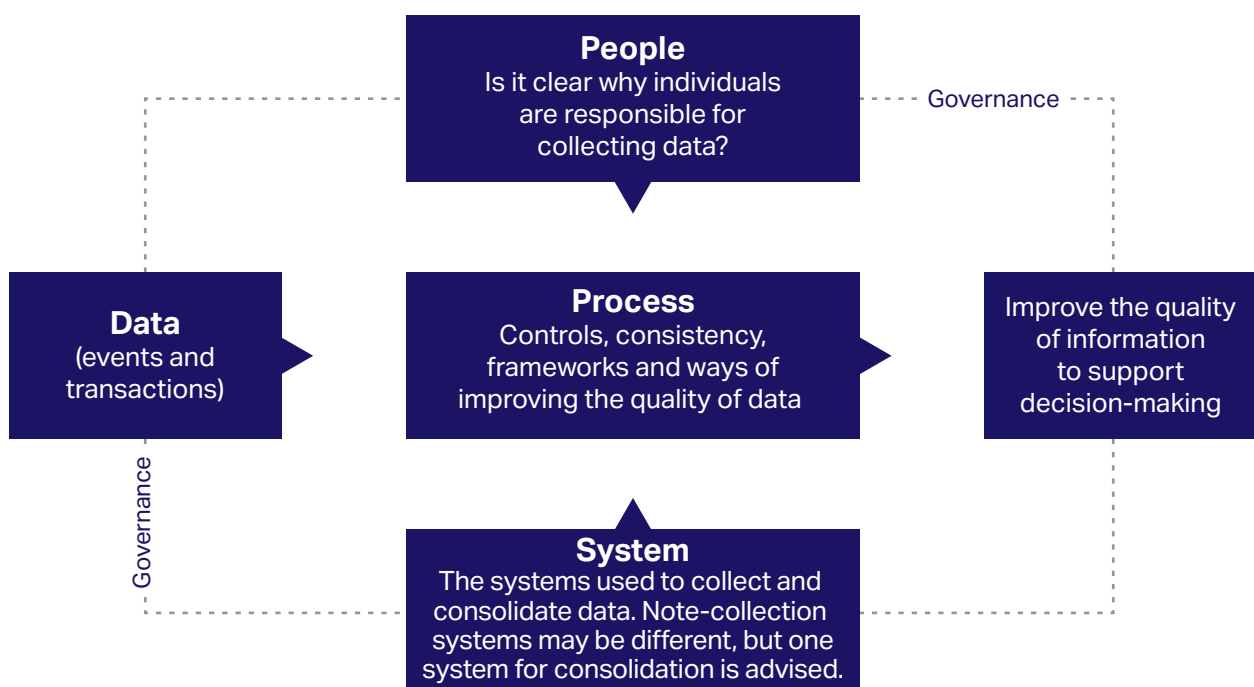 People
Is it clear why individuals
are responsible for
collecting data?
Governance
Data
(events and
transactions)
Process
Controls, consistency,
frameworks and ways of
improving the quality of data
Improve the quality
of information
to support
decision-making
Governance
System
The systems used to collect and
consolidate data. Note-collection
systems may be different, but one
system for consolidation is advised.